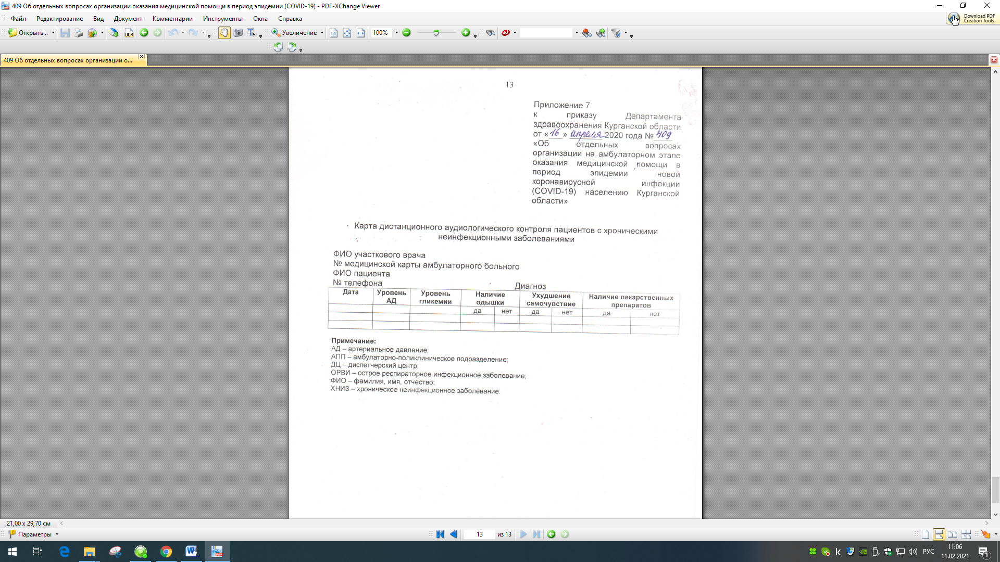 409 Об отдельных вопросах организации оказания медицинской помощи в период эпидемии (COVID-19) - PDF-XChange Viewer
Файл Редактирование Вид Документ Комментарии Инструменты Окна Справка
Download PDF
Creation Tools
Открыть... OCR Увеличение 1:1 100% ask
409 Об отдельных вопросах организации о...
13
Приложение 7
к приказу Департамента
здравоохранения Курганской области
от «16» апреля 2020 года № 409
«Об отдельных вопросах
организации на амбулаторном этапе
оказания медицинской помощи в
период эпидемии новой
коронавирусной инфекции
(COVID-19) населению Курганской
области»
Карта дистанционного аудиологического контроля пациентов с хроническими
неинфекционными заболеваниями
ФИО участкового врача
№ медицинской карты амбулаторного больного
ФИО пациента
№ телефона Диагноз
Дата Уровень АД Уровень гликемии Наличие одышки Ухудшение самочувствие Наличие лекарственных препаратов
да нет да нет да нет
Примечание:
АД – артериальное давление;
АПП – амбулаторно-поликлиническое подразделение;
ДЦ – диспетчерский центр;
ОРВИ – острое респираторное инфекционное заболевание;
ФИО – фамилия, имя, отчество;
ХНИЗ – хроническое неинфекционное заболевание.
21,00 x 29,70 см
Параметры 13 из 13
РУС 11:06
11.02.2021
1